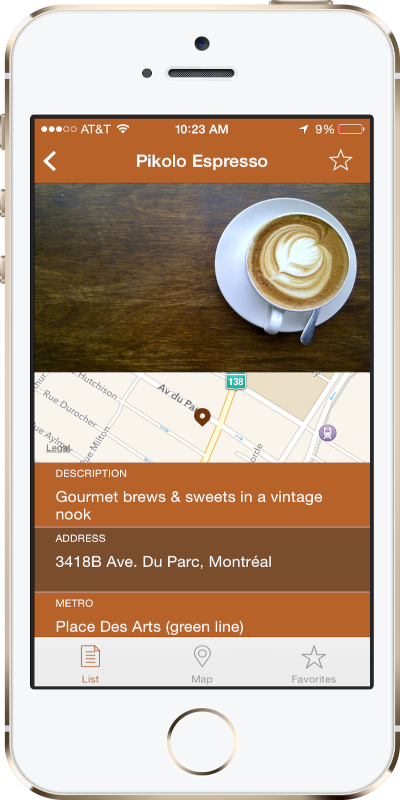 AT&T 10:23 AM 9%
Pikolo Espresso
138
Hutchison
Av du Pa
Rue Durocher
Rue Aylm
Rue Milton
Legal
DESCRIPTION
Gourmet brews & sweets in a vintage
nook
ADDRESS
3418B Ave. Du Parc, Montréal
METRO
Place Des Arts (green line)
List Map Favorites